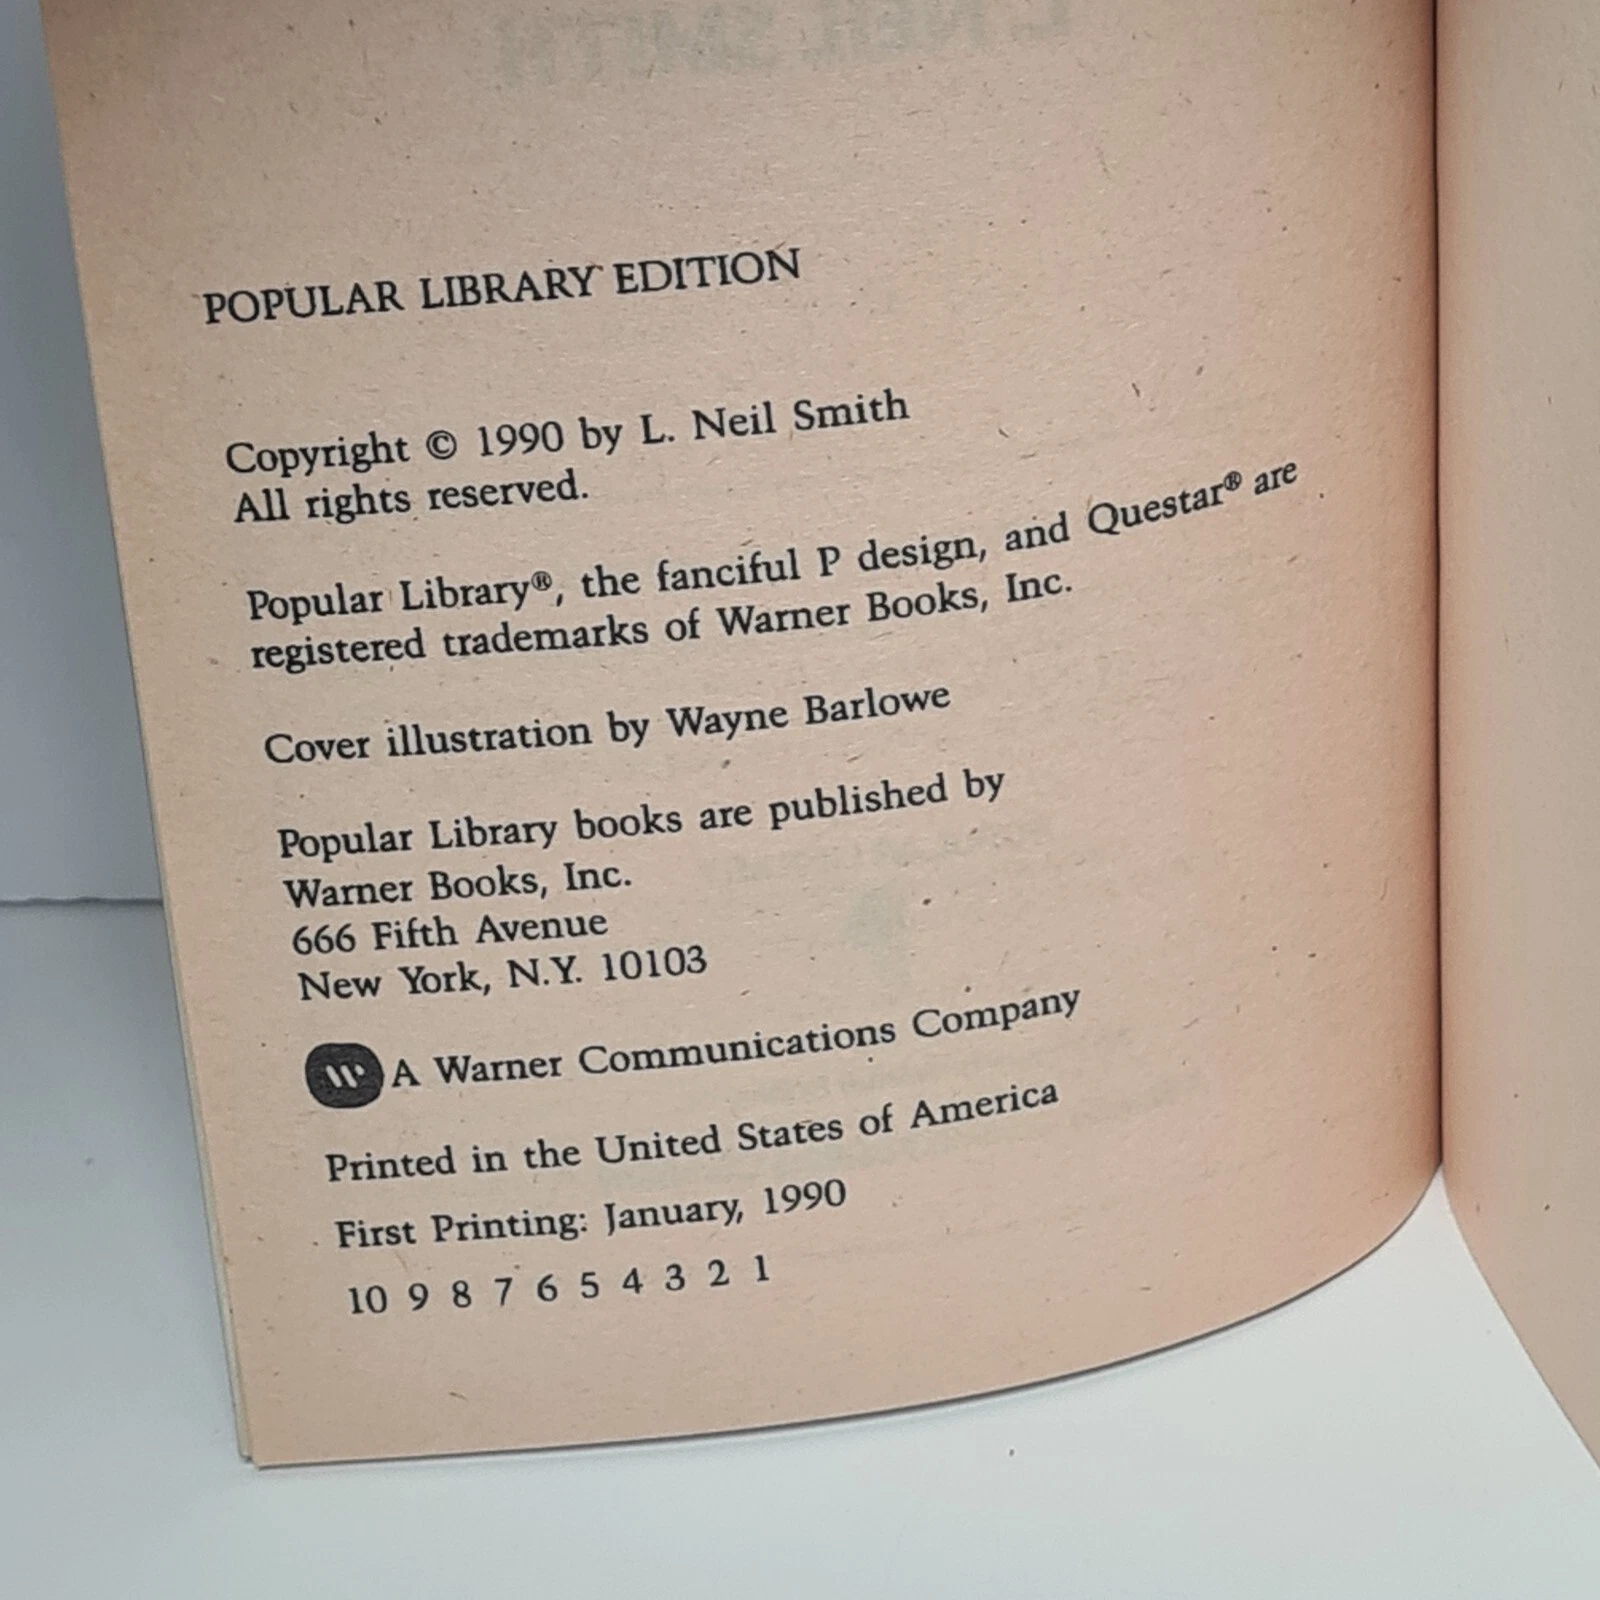 POPULAR LIBRARY EDITION
Copyright © 1990 by L. Neil Smith
All rights reserved.
Popular Library®, the fanciful P design, and Questar® are
registered trademarks of Warner Books, Inc.
Cover illustration by Wayne Barlowe
Popular Library books are published by
Warner Books, Inc.
666 Fifth Avenue
New York, N.Y. 10103
A Warner Communications Company
Printed in the United States of America
First Printing: January, 1990
10 9 8 7 6 5 4 3 2 1